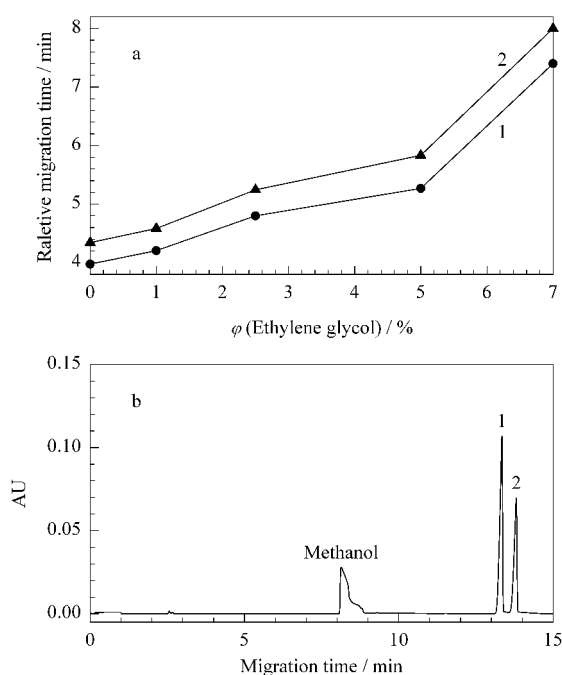 8
7
6
5
4
Raletive migration time / min
a
2
1
0 1 2 3 4 5 6 7
φ (Ethylene glycol) / %
0.15
0.10
0.05
0.00
AU
b
1
2
Methanol
0 5 10 15
Migration time / min